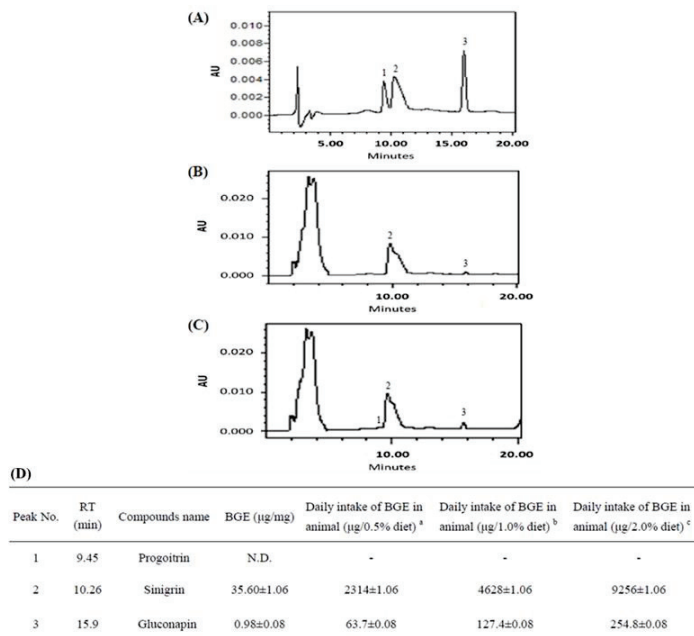 (A)
0.010
0.008
0.006
0.004
0.002
0.000
AU
1
2
3
5.00 10.00 15.00 20.00
Minutes
(B)
0.020
0.010
0.000
AU
2
3
10.00 20.00
Minutes
(C)
0.020
0.010
0.000
AU
1
2
3
10.00 20.00
Minutes
(D)
Peak No. RT (min) Compounds name BGE (μg/mg) Daily intake of BGE in animal (μg/0.5% diet) a Daily intake of BGE in animal (μg/1.0% diet) b Daily intake of BGE in animal (μg/2.0% diet) c
1 9.45 Progoitrin N.D. - - -
2 10.26 Sinigrin 35.60±1.06 2314±1.06 4628±1.06 9256±1.06
3 15.9 Gluconapin 0.98±0.08 63.7±0.08 127.4±0.08 254.8±0.08